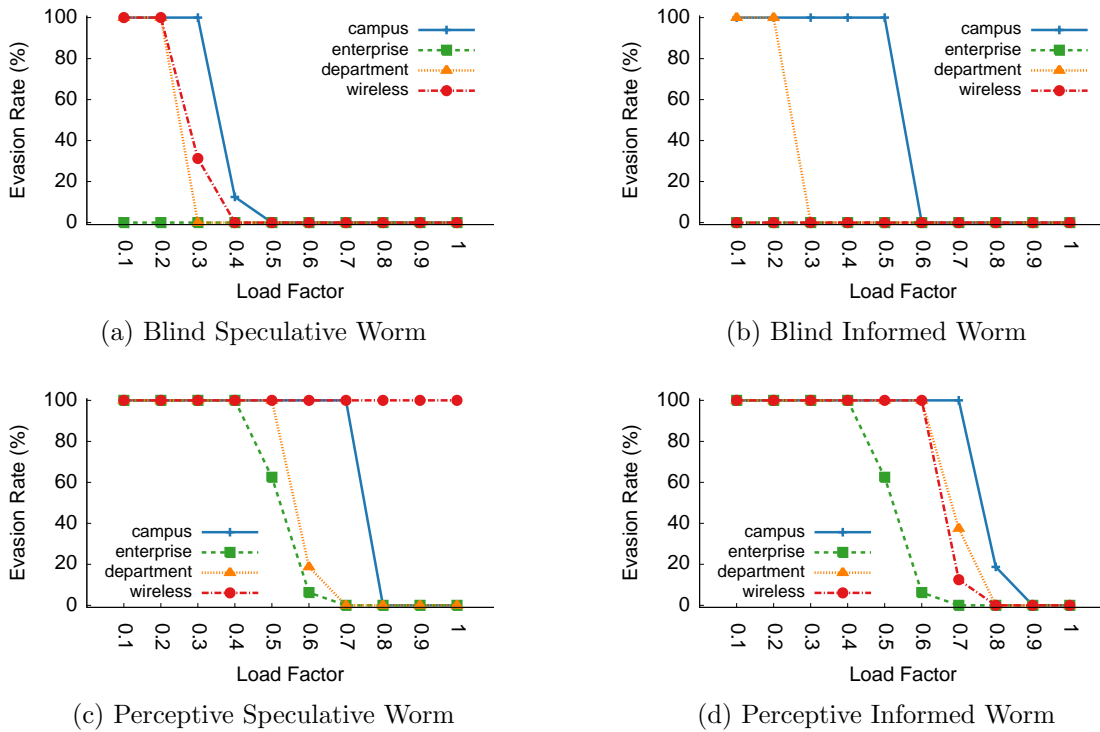 Evasion Rate (%)
100
80
60
40
20
0
campus
enterprise
department
wireless
0.1 0.2 0.3 0.4 0.5 0.6 0.7 0.8 0.9 1
Load Factor
(a) Blind Speculative Worm
Evasion Rate (%)
100
80
60
40
20
0
campus
enterprise
department
wireless
0.1 0.2 0.3 0.4 0.5 0.6 0.7 0.8 0.9 1
Load Factor
(b) Blind Informed Worm
Evasion Rate (%)
100
80
60
40
20
0
campus
enterprise
department
wireless
0.1 0.2 0.3 0.4 0.5 0.6 0.7 0.8 0.9 1
Load Factor
(c) Perceptive Speculative Worm
Evasion Rate (%)
100
80
60
40
20
0
campus
enterprise
department
wireless
0.1 0.2 0.3 0.4 0.5 0.6 0.7 0.8 0.9 1
Load Factor
(d) Perceptive Informed Worm